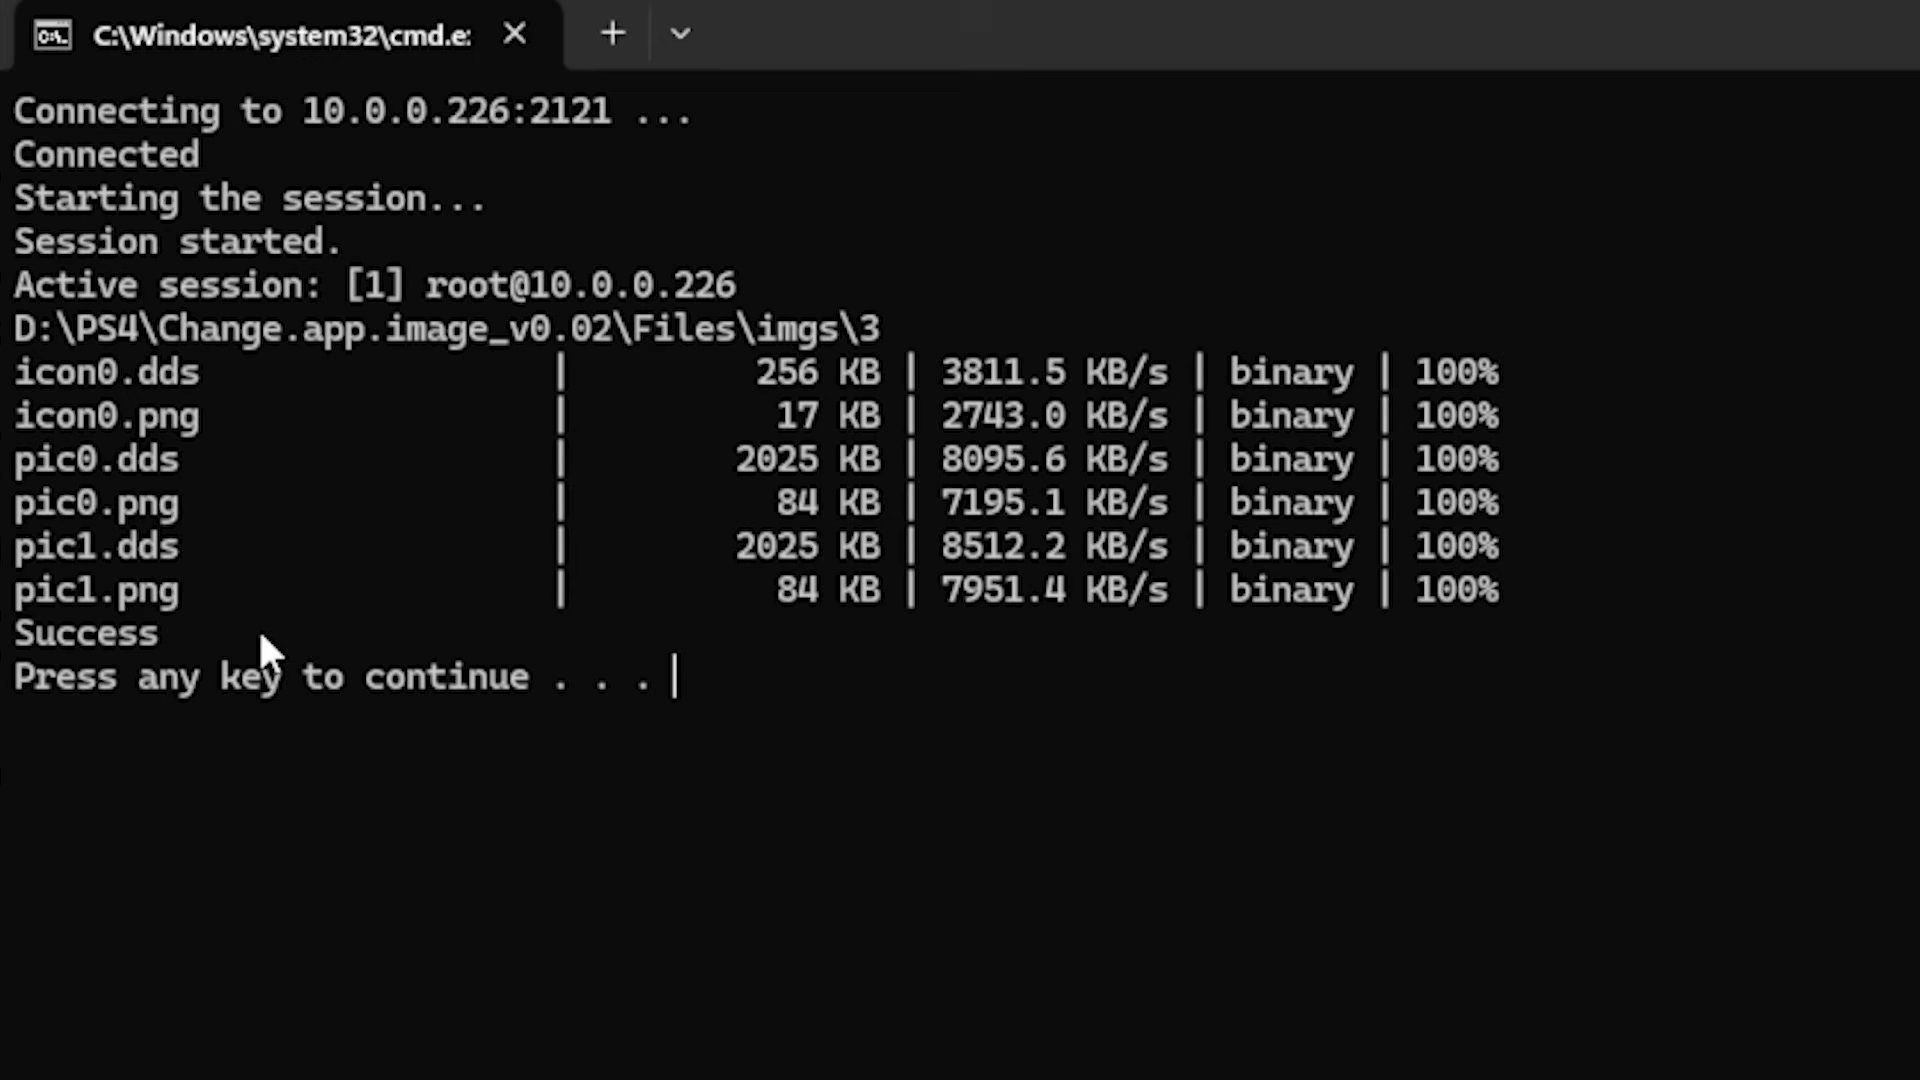 C:\Windows\system32\cmd.e:
Connecting to 10.0.0.226:2121 ...
Connected
Starting the session...
Session started.
Active session: [1] root@10.0.0.226
D:\PS4\Change.app.image_v0.02\Files\imgs\3
icon0.dds | 256 KB | 3811.5 KB/s | binary | 100%
icon0.png | 17 KB | 2743.0 KB/s | binary | 100%
pic0.dds | 2025 KB | 8095.6 KB/s | binary | 100%
pic0.png | 84 KB | 7195.1 KB/s | binary | 100%
pic1.dds | 2025 KB | 8512.2 KB/s | binary | 100%
pic1.png | 84 KB | 7951.4 KB/s | binary | 100%
Success
Press any key to continue . . .